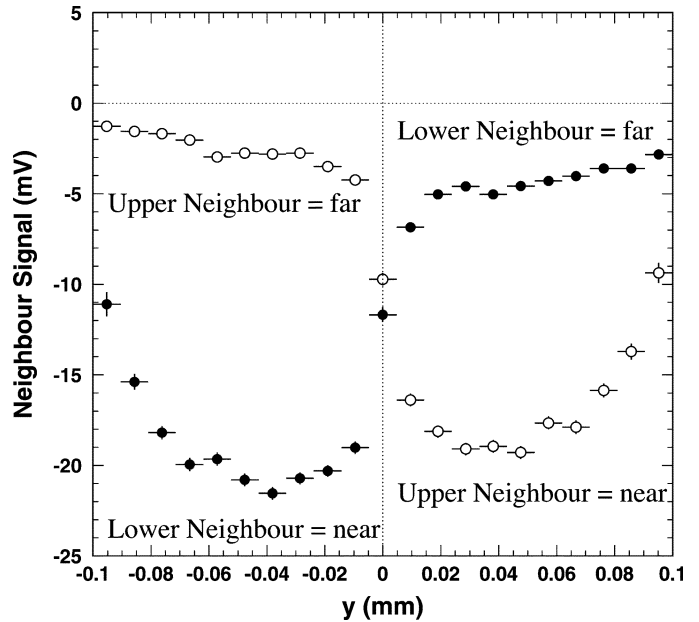 5
0
-5
-10
-15
-20
-25
Neighbour Signal (mV)
Lower Neighbour = far
Upper Neighbour = far
Upper Neighbour = near
Lower Neighbour = near
-0.1 -0.08 -0.06 -0.04 -0.02 0 0.02 0.04 0.06 0.08 0.1
y (mm)